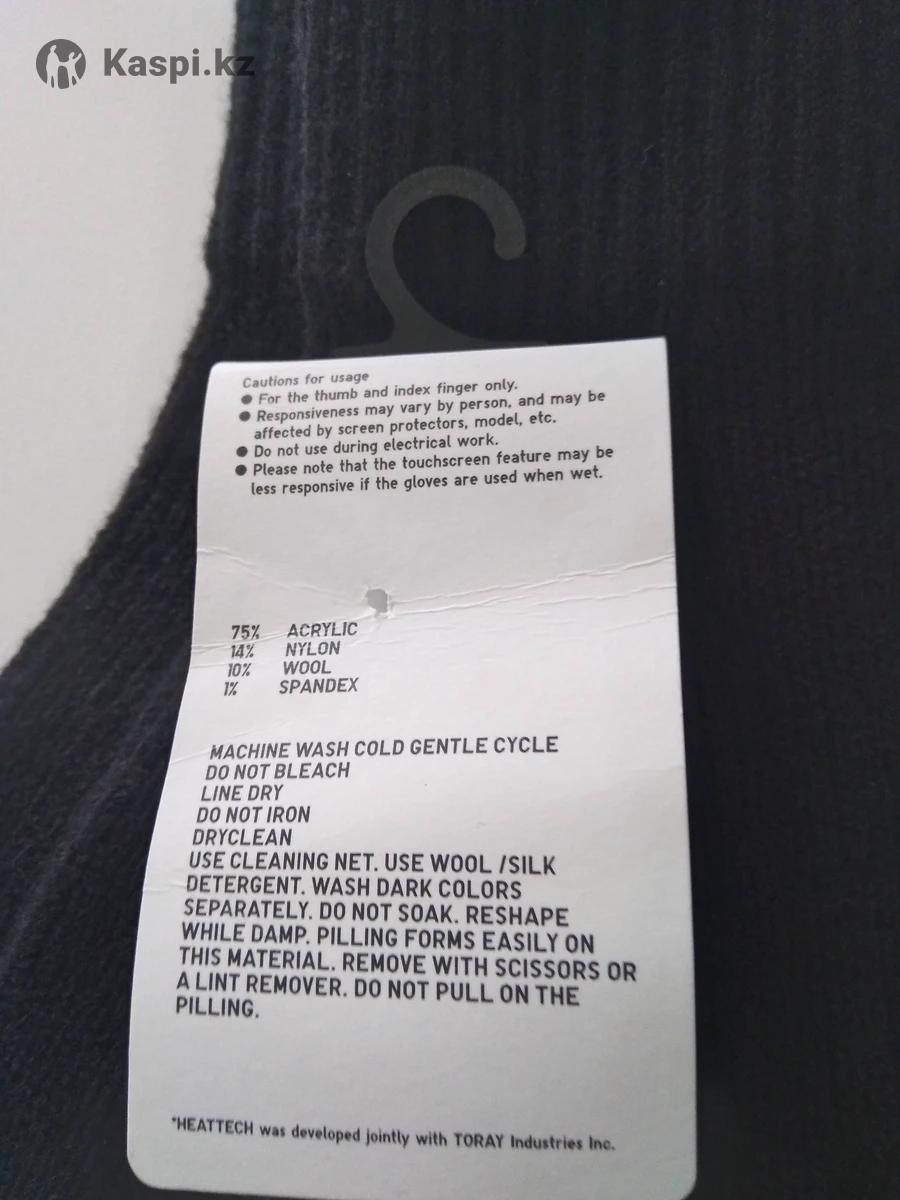 Kaspi.kz
Cautions for usage
● For the thumb and index finger only.
● Responsiveness may vary by person, and may be
affected by screen protectors, model, etc.
● Do not use during electrical work.
● Please note that the touchscreen feature may be
less responsive if the gloves are used when wet.
75% ACRYLIC
14% NYLON
10% WOOL
1% SPANDEX
MACHINE WASH COLD GENTLE CYCLE
DO NOT BLEACH
LINE DRY
DO NOT IRON
DRYCLEAN
USE CLEANING NET. USE WOOL /SILK
DETERGENT. WASH DARK COLORS
SEPARATELY. DO NOT SOAK. RESHAPE
WHILE DAMP. PILLING FORMS EASILY ON
THIS MATERIAL. REMOVE WITH SCISSORS OR
A LINT REMOVER. DO NOT PULL ON THE
PILLING.
*HEATTECH was developed jointly with TORAY Industries Inc.